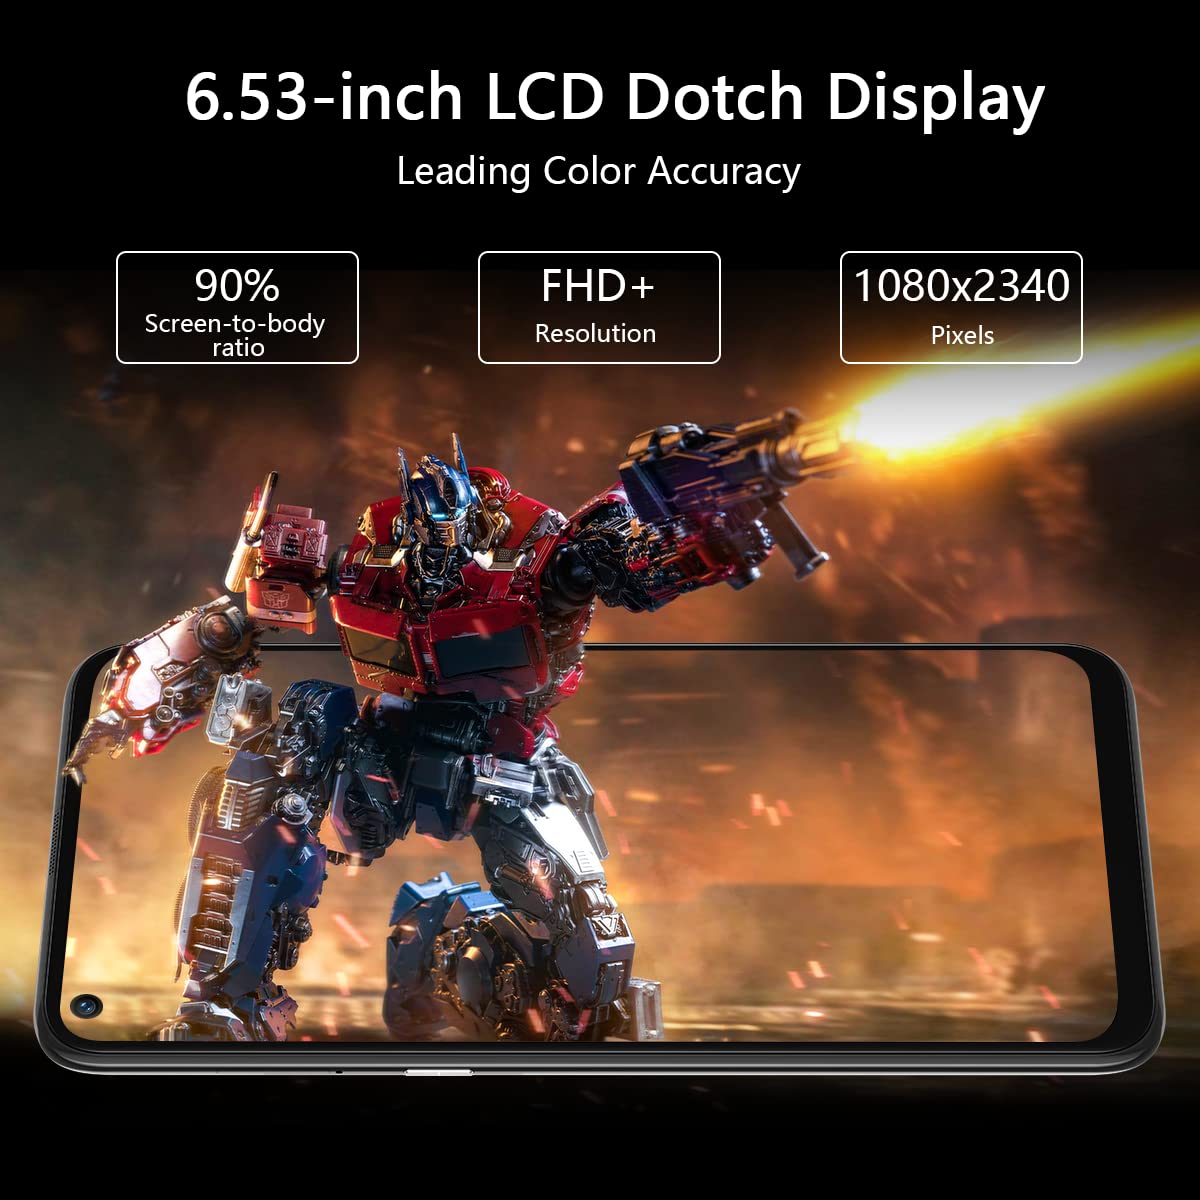 6.53-inch LCD Dotch Display
Leading Color Accuracy
90%
Screen-to-body
ratio
FHD+
Resolution
1080x2340
Pixels